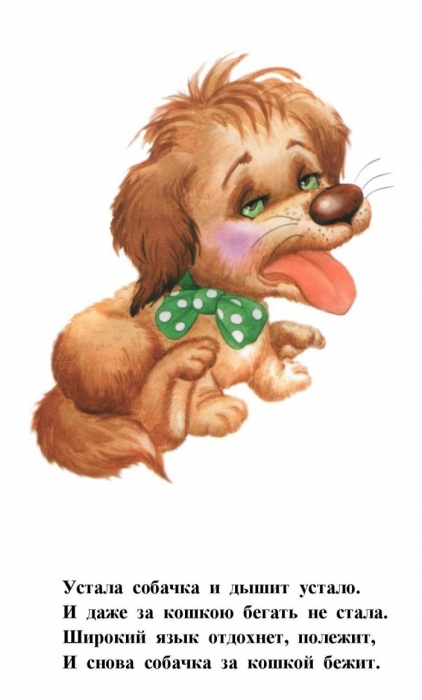 Устала собачка и дышит устало.
И даже за кошкою бегать не стала.
Широкий язык отдохнет, полежит,
И снова собачка за кошкой бежит.